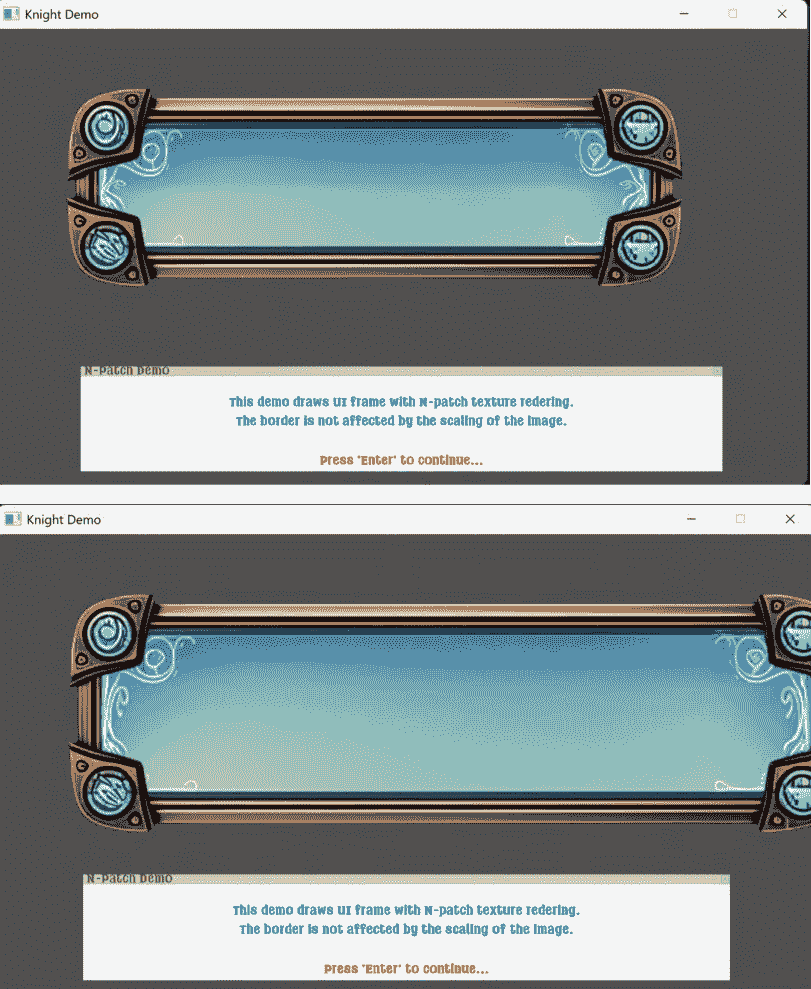 Knight Demo
N-Patch Demo
This demo draws UI frame with N-patch texture redering.
The border is not affected by the scaling of the image.
Press 'Enter' to continue...
Knight Demo
N-Patch Demo
This demo draws UI frame with N-patch texture redering.
The border is not affected by the scaling of the image.
Press 'Enter' to continue...